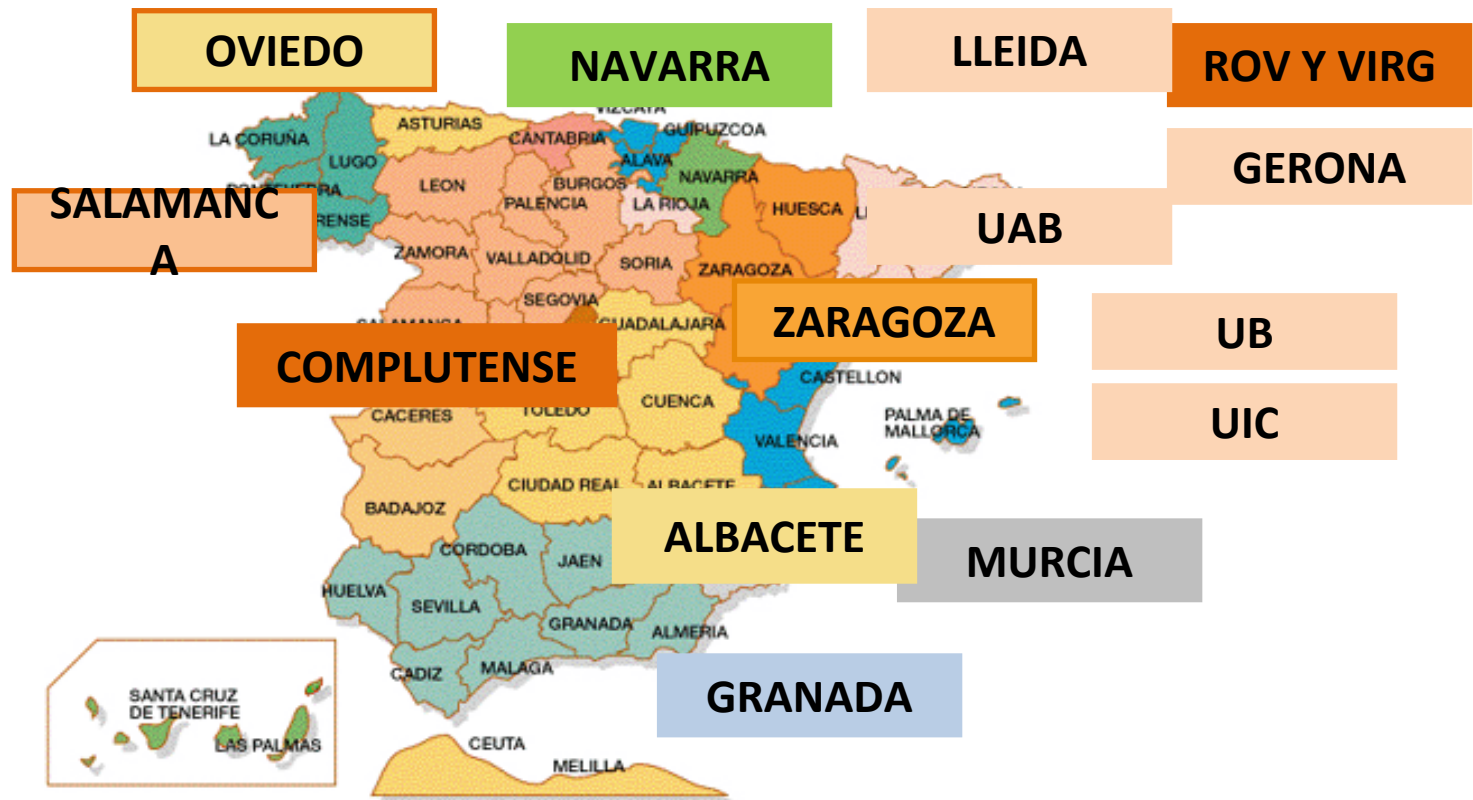 OVIEDO
NAVARRA
LLEIDA
ROV Y VIRG
GERONA
SALAMANC
A
UAB
ZARAGOZA
UB
COMPLUTENSE
UIC
ALBACETE
MURCIA
GRANADA
VIZCAYA
LA CORUÑA
ASTURIAS
CANTABRIA
GUIPUZCOA
LUGO
ALAVA
LEON
BURGOS
NAVARRA
PALENCIA
LA RIOJA
HUESCA
ZAMORA
VALLADOLID
SORIA
ZARAGOZA
SEGOVIA
SALAMANCA
GUADALAJARA
CASTELLON
CACERES
TOLEDO
CUENCA
PALMA DE
MALLORCA
VALENCIA
CIUDAD REAL
ALBACETE
BADAJOZ
CORDOBA
JAEN
HUELVA
SEVILLA
GRANADA
ALMERIA
CADIZ
MALAGA
SANTA CRUZ
DE TENERIFE
LAS PALMAS
CEUTA
MELILLA